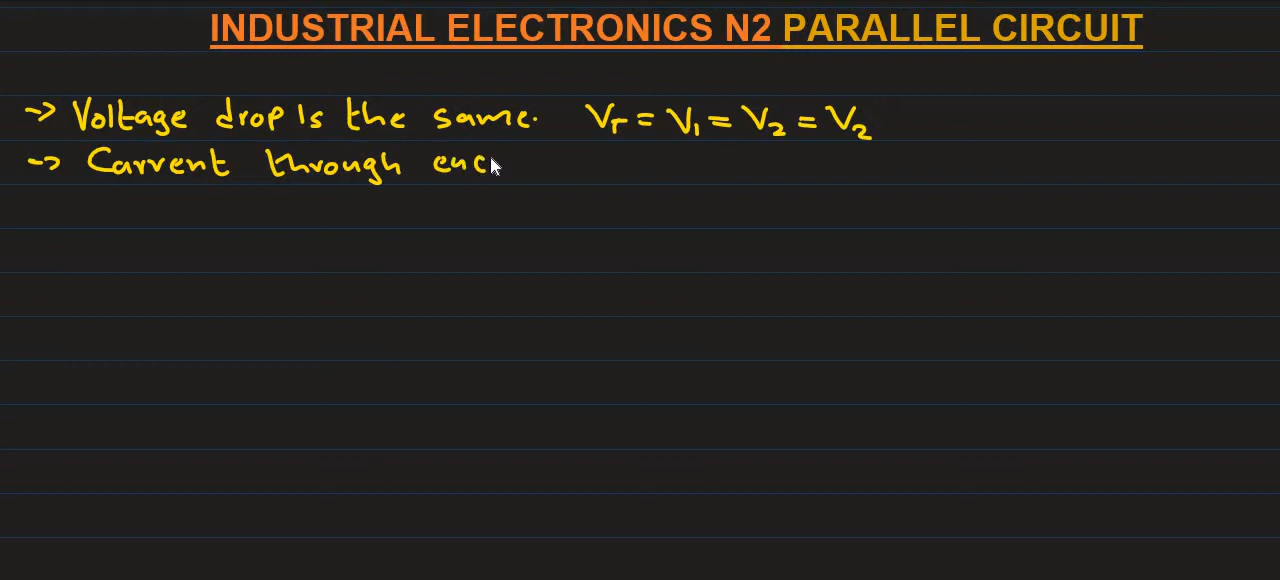 INDUSTRIAL ELECTRONICS N2 PARALLEL CIRCUIT
→ Voltage drop Is the same. VT = V1 = V2 = V2
→ Current through eac